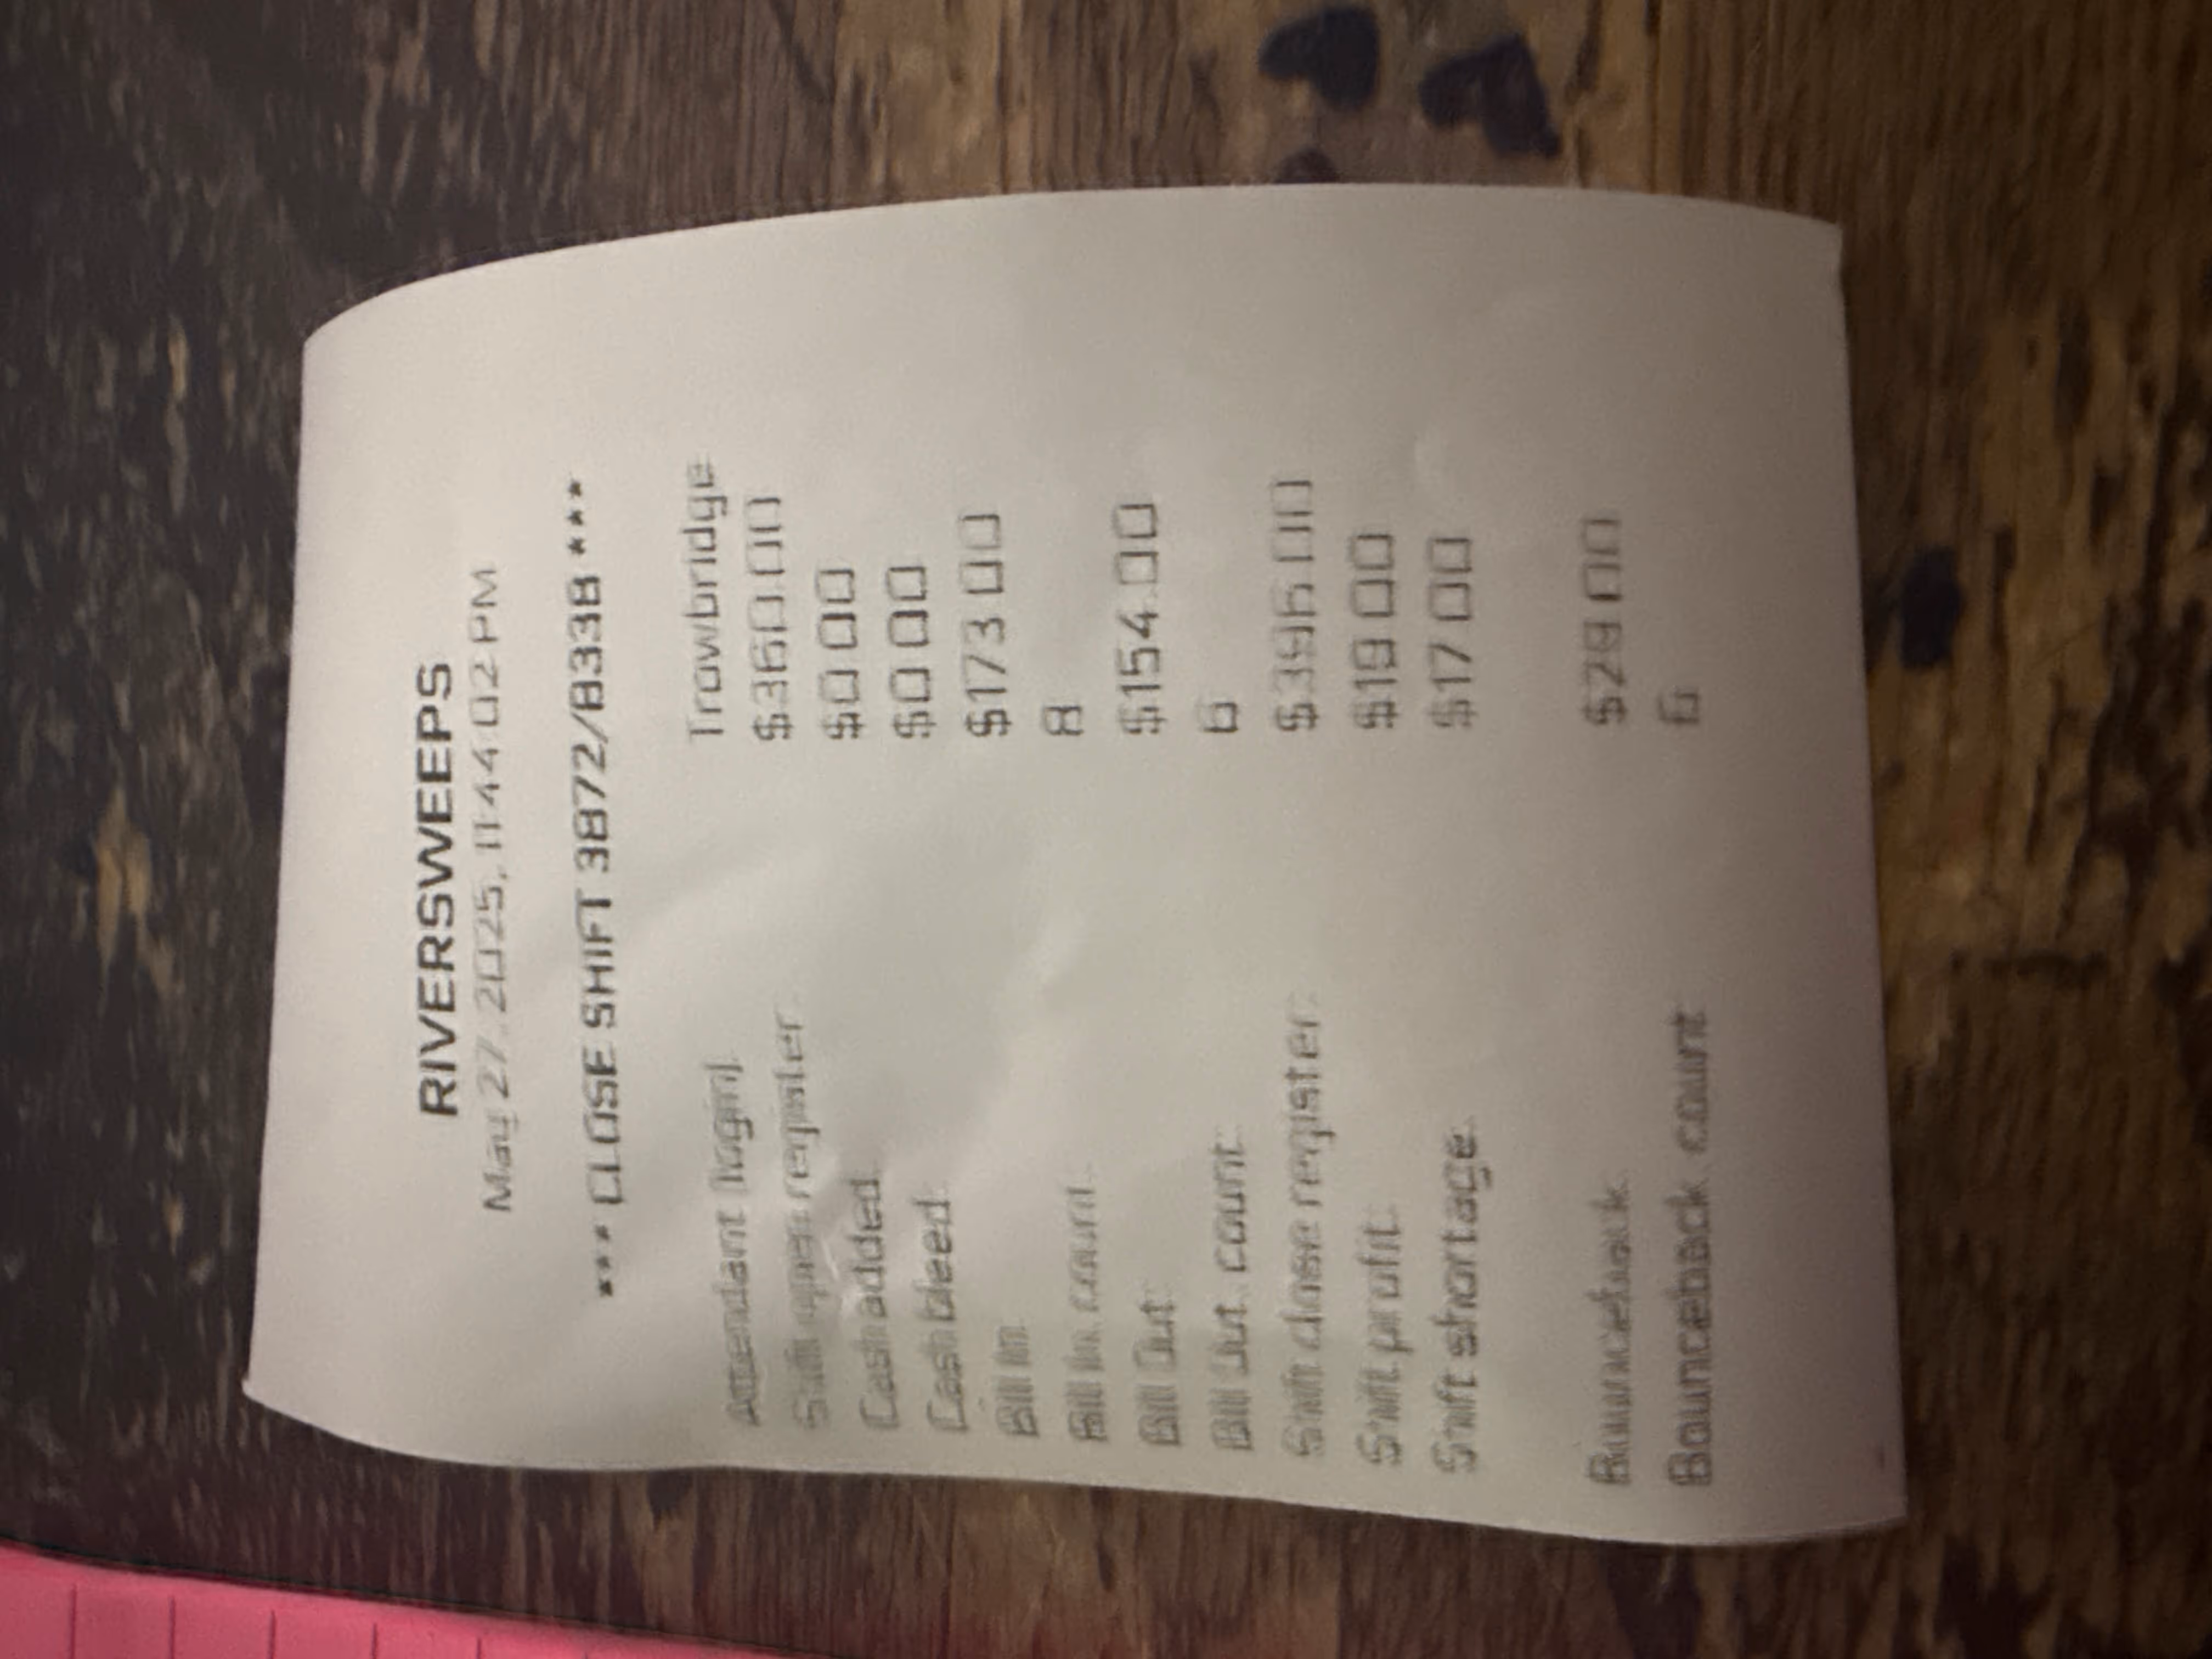 RIVERSWEEPS
May 27, 2025, 11:44:02 PM
*** CLOSE SHIFT 3872/8338 ***
Attendant (login): Trowbridge
Shift open register: $360.00
Cash added: $0.00
Cash bleed: $0.00
Bill In: $173.00
Bill In, count: 8
Bill Out: $154.00
Bill Out, count: 6
Shift close register: $396.00
Shift profit: $19.00
Shift shortage: $17.00
Bounceback: $29.00
Bounceback count 6